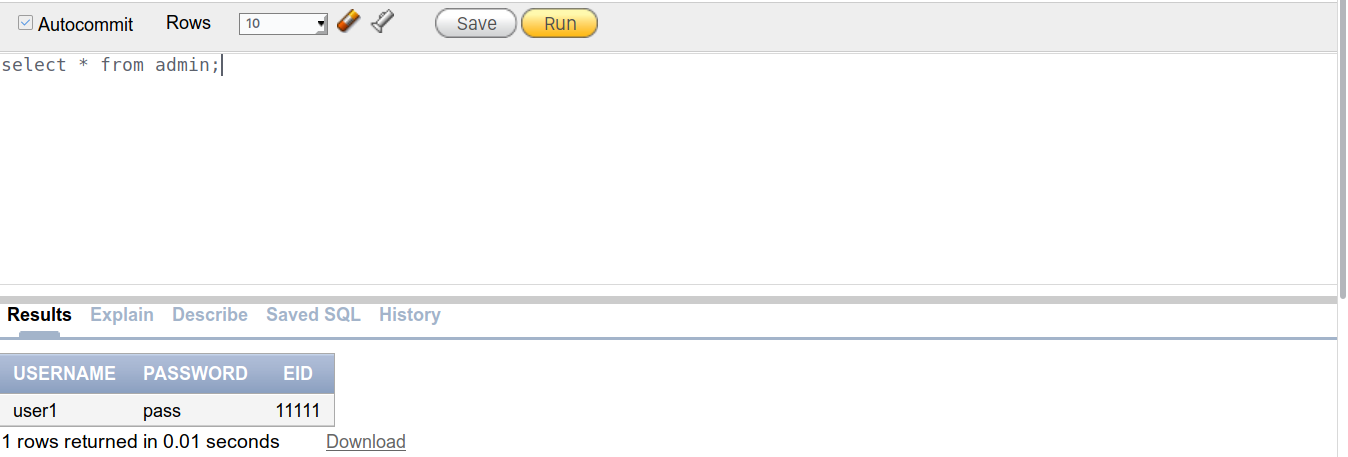 Autocommit Rows 10 Save Run
select * from admin;
Results Explain Describe Saved SQL History
USERNAME PASSWORD EID
user1 pass 11111
1 rows returned in 0.01 seconds Download